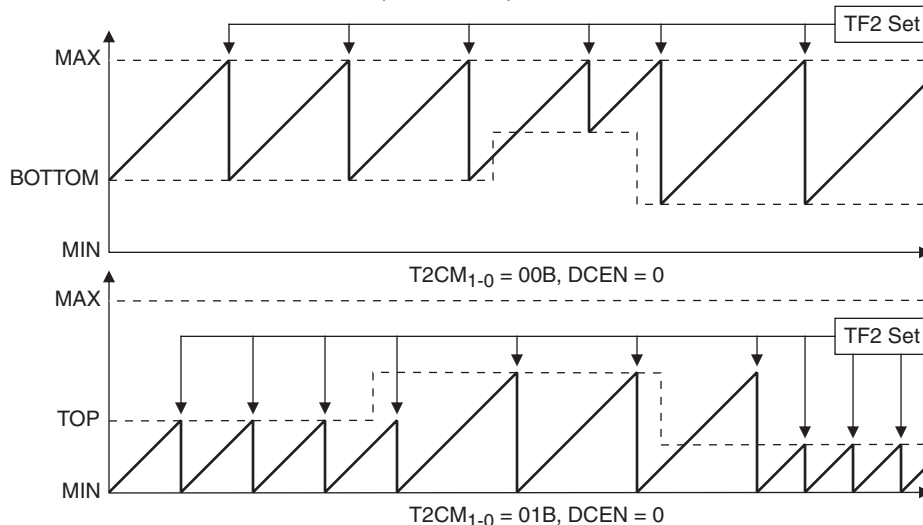 TF2 Set
MAX
BOTTOM
MIN
T2CM1-0 = 00B, DCEN = 0
MAX
TF2 Set
TOP
MIN
T2CM1-0 = 01B, DCEN = 0